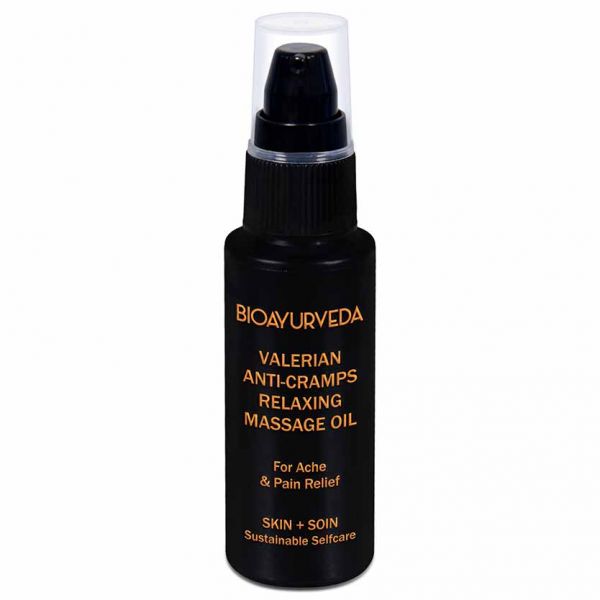 BIOAYURVEDA
VALERIAN
ANTI-CRAMPS
RELAXING
MASSAGE OIL
For Ache
& Pain Relief
SKIN + SOIN
Sustainable Selfcare